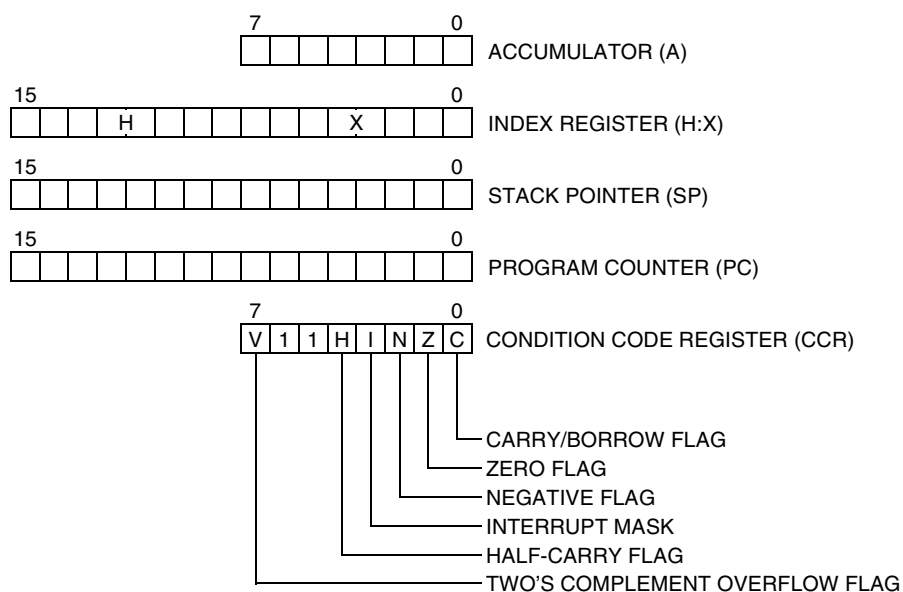 7 0
ACCUMULATOR (A)
15 0
H X INDEX REGISTER (H:X)
15 0
STACK POINTER (SP)
15 0
PROGRAM COUNTER (PC)
7 0
V 1 1 H I N Z C CONDITION CODE REGISTER (CCR)
CARRY/BORROW FLAG
ZERO FLAG
NEGATIVE FLAG
INTERRUPT MASK
HALF-CARRY FLAG
TWO'S COMPLEMENT OVERFLOW FLAG